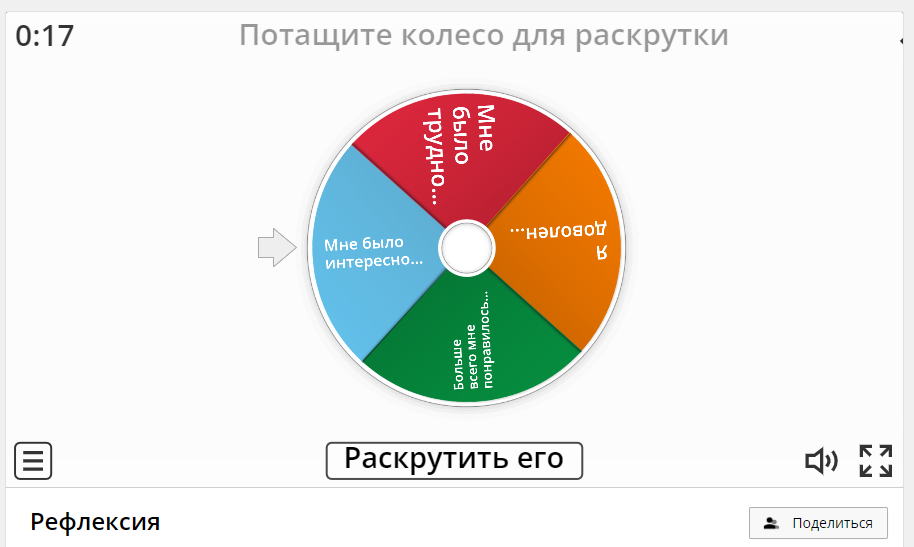 0:17
Потащите колесо для раскрутки
Мне
было
трудно...
Я
доволен...
Мне было
интересно...
Больше
всего мне
понравилось...
Раскрутить его
Рефлексия
Поделиться